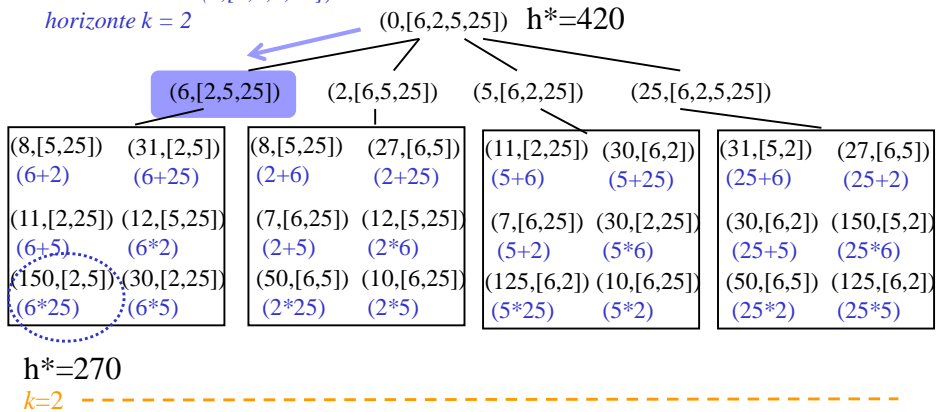 horizonte k = 2
(0,[6,2,5,25]) h*=420
(6,[2,5,25]) (2,[6,5,25]) (5,[6,2,25]) (25,[6,2,5,25])
(8,[5,25]) (31,[2,5]) (8,[5,25]) (27,[6,5]) (11,[2,25]) (30,[6,2]) (31,[5,2]) (27,[6,5])
(6+2) (6+25) (2+6) (2+25) (5+6) (5+25) (25+6) (25+2)
(11,[2,25]) (12,[5,25]) (7,[6,25]) (12,[5,25]) (7,[6,25]) (30,[2,25]) (30,[6,2]) (150,[5,2])
(6+5) (6*2) (2+5) (2*6) (5+2) (5*6) (25+5) (25*6)
(150,[2,5]) (30,[2,25]) (50,[6,5]) (10,[6,25]) (125,[6,2]) (10,[6,25]) (50,[6,5]) (125,[6,2])
(6*25) (6*5) (2*25) (2*5) (5*25) (5*2) (25*2) (25*5)
h*=270
k=2